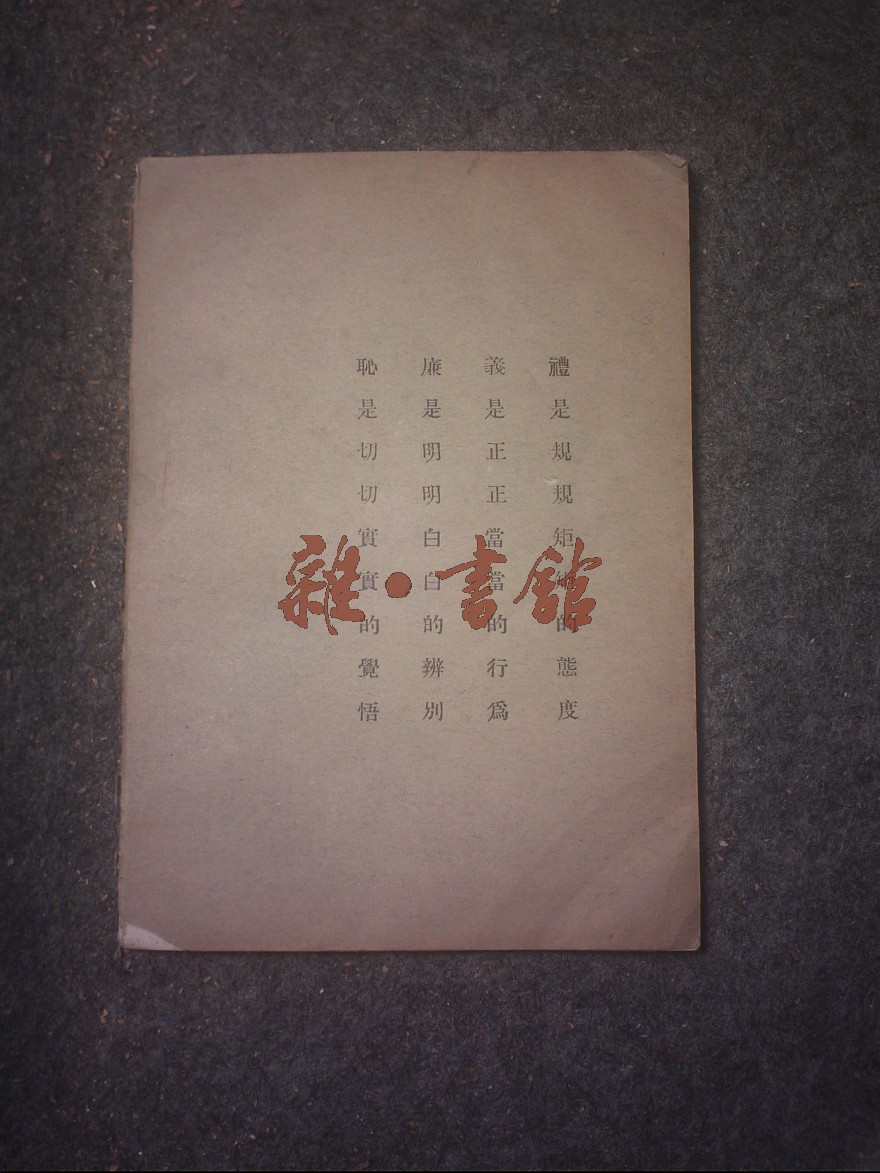 禮是規規矩矩的態度
義是正正當當的行為
廉是明明白白的辨別
恥是切切實實的覺悟
雜·書館